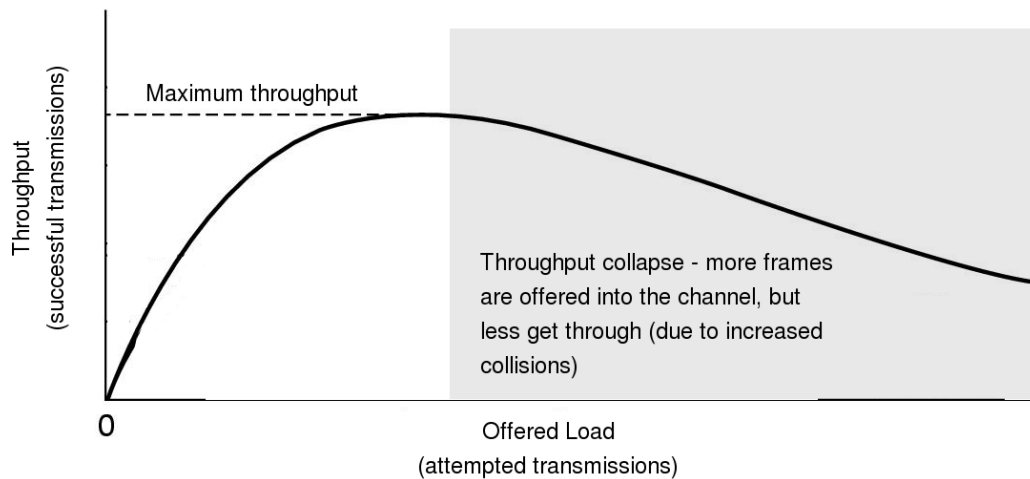 Maximum throughput
Throughput
(successful transmissions)
Throughput collapse - more frames
are offered into the channel, but
less get through (due to increased
collisions)
0
Offered Load
(attempted transmissions)